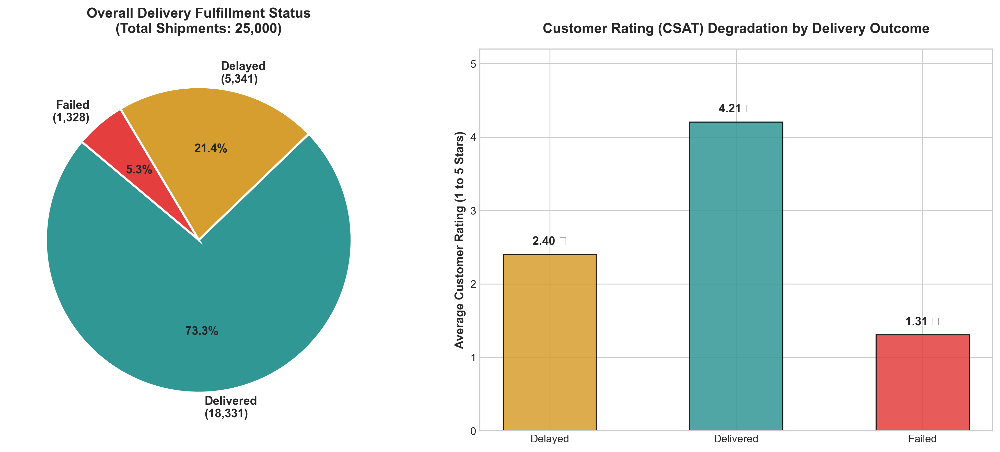 Overall Delivery Fulfillment Status
(Total Shipments: 25,000)
Delayed
(5,341)
Failed
(1,328)
21.4%
5.3%
73.3%
Delivered
(18,331)
Customer Rating (CSAT) Degradation by Delivery Outcome
Average Customer Rating (1 to 5 Stars)
5
4
3
2
1
0
2.40 □
4.21 □
1.31 □
Delayed
Delivered
Failed